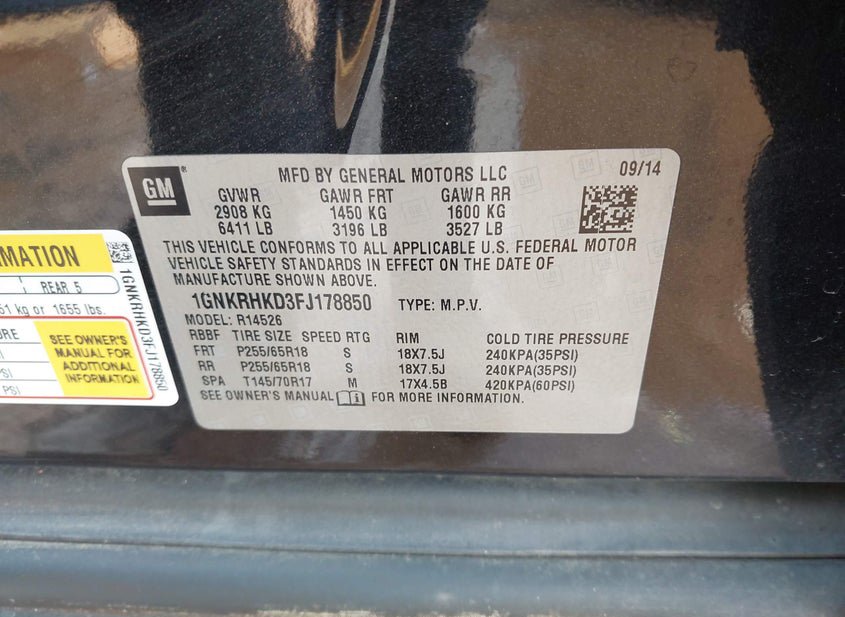 GM
MFD BY GENERAL MOTORS LLC 09/14
GVWR GAWR FRT GAWR RR
2908 KG 1450 KG 1600 KG
6411 LB 3196 LB 3527 LB
THIS VEHICLE CONFORMS TO ALL APPLICABLE U.S. FEDERAL MOTOR
VEHICLE SAFETY STANDARDS IN EFFECT ON THE DATE OF
MANUFACTURE SHOWN ABOVE.
1GNKRHKD3FJ178850 TYPE: M.P.V.
MODEL: R14526
RBBF TIRE SIZE SPEED RTG RIM COLD TIRE PRESSURE
FRT P255/65R18 S 18X7.5J 240KPA(35PSI)
RR P255/65R18 S 18X7.5J 240KPA(35PSI)
SPA T145/70R17 M 17X4.5B 420KPA(60PSI)
SEE OWNER'S MANUAL FOR MORE INFORMATION.
REAR 5
kg or 1655 lbs.
SEE OWNER'S
MANUAL FOR
ADDITIONAL
INFORMATION
PSI
1GNKRHKD3FJ178850